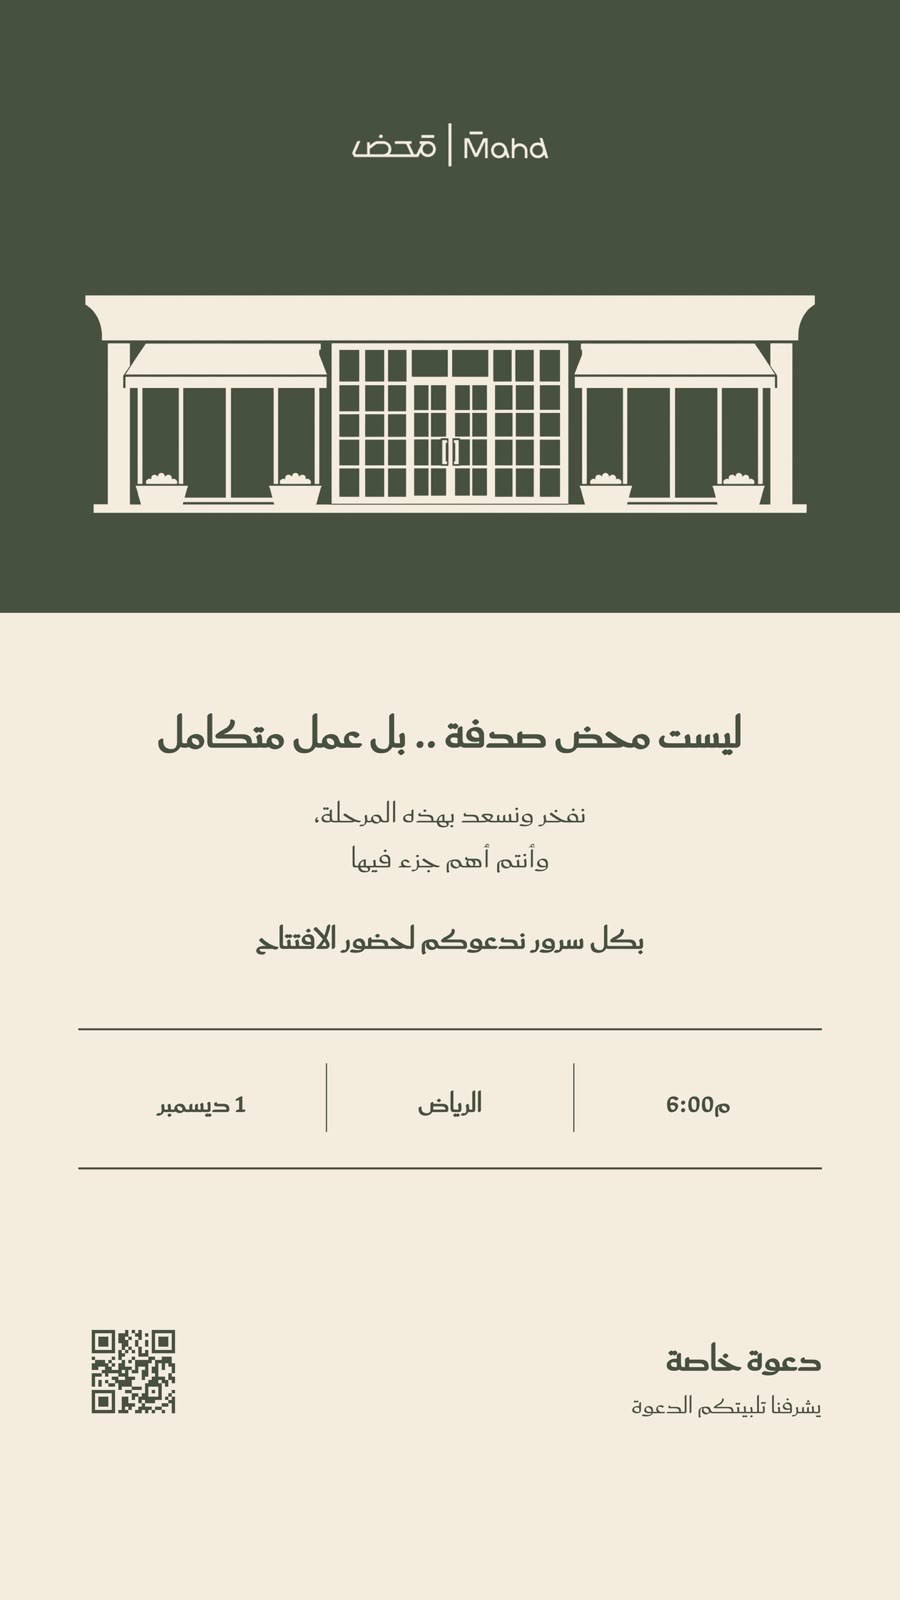 مَحض | Mahd
ليست محض صدفة .. بل عمل متكامل
نفخر ونسعد بهذه المرحلة،
وأنتم أهم جزء فيها
بكل سرور ندعوكم لحضور الافتتاح
6:00م
الرياض
1 ديسمبر
دعوة خاصة
يشرفنا تلبيتكم الدعوة